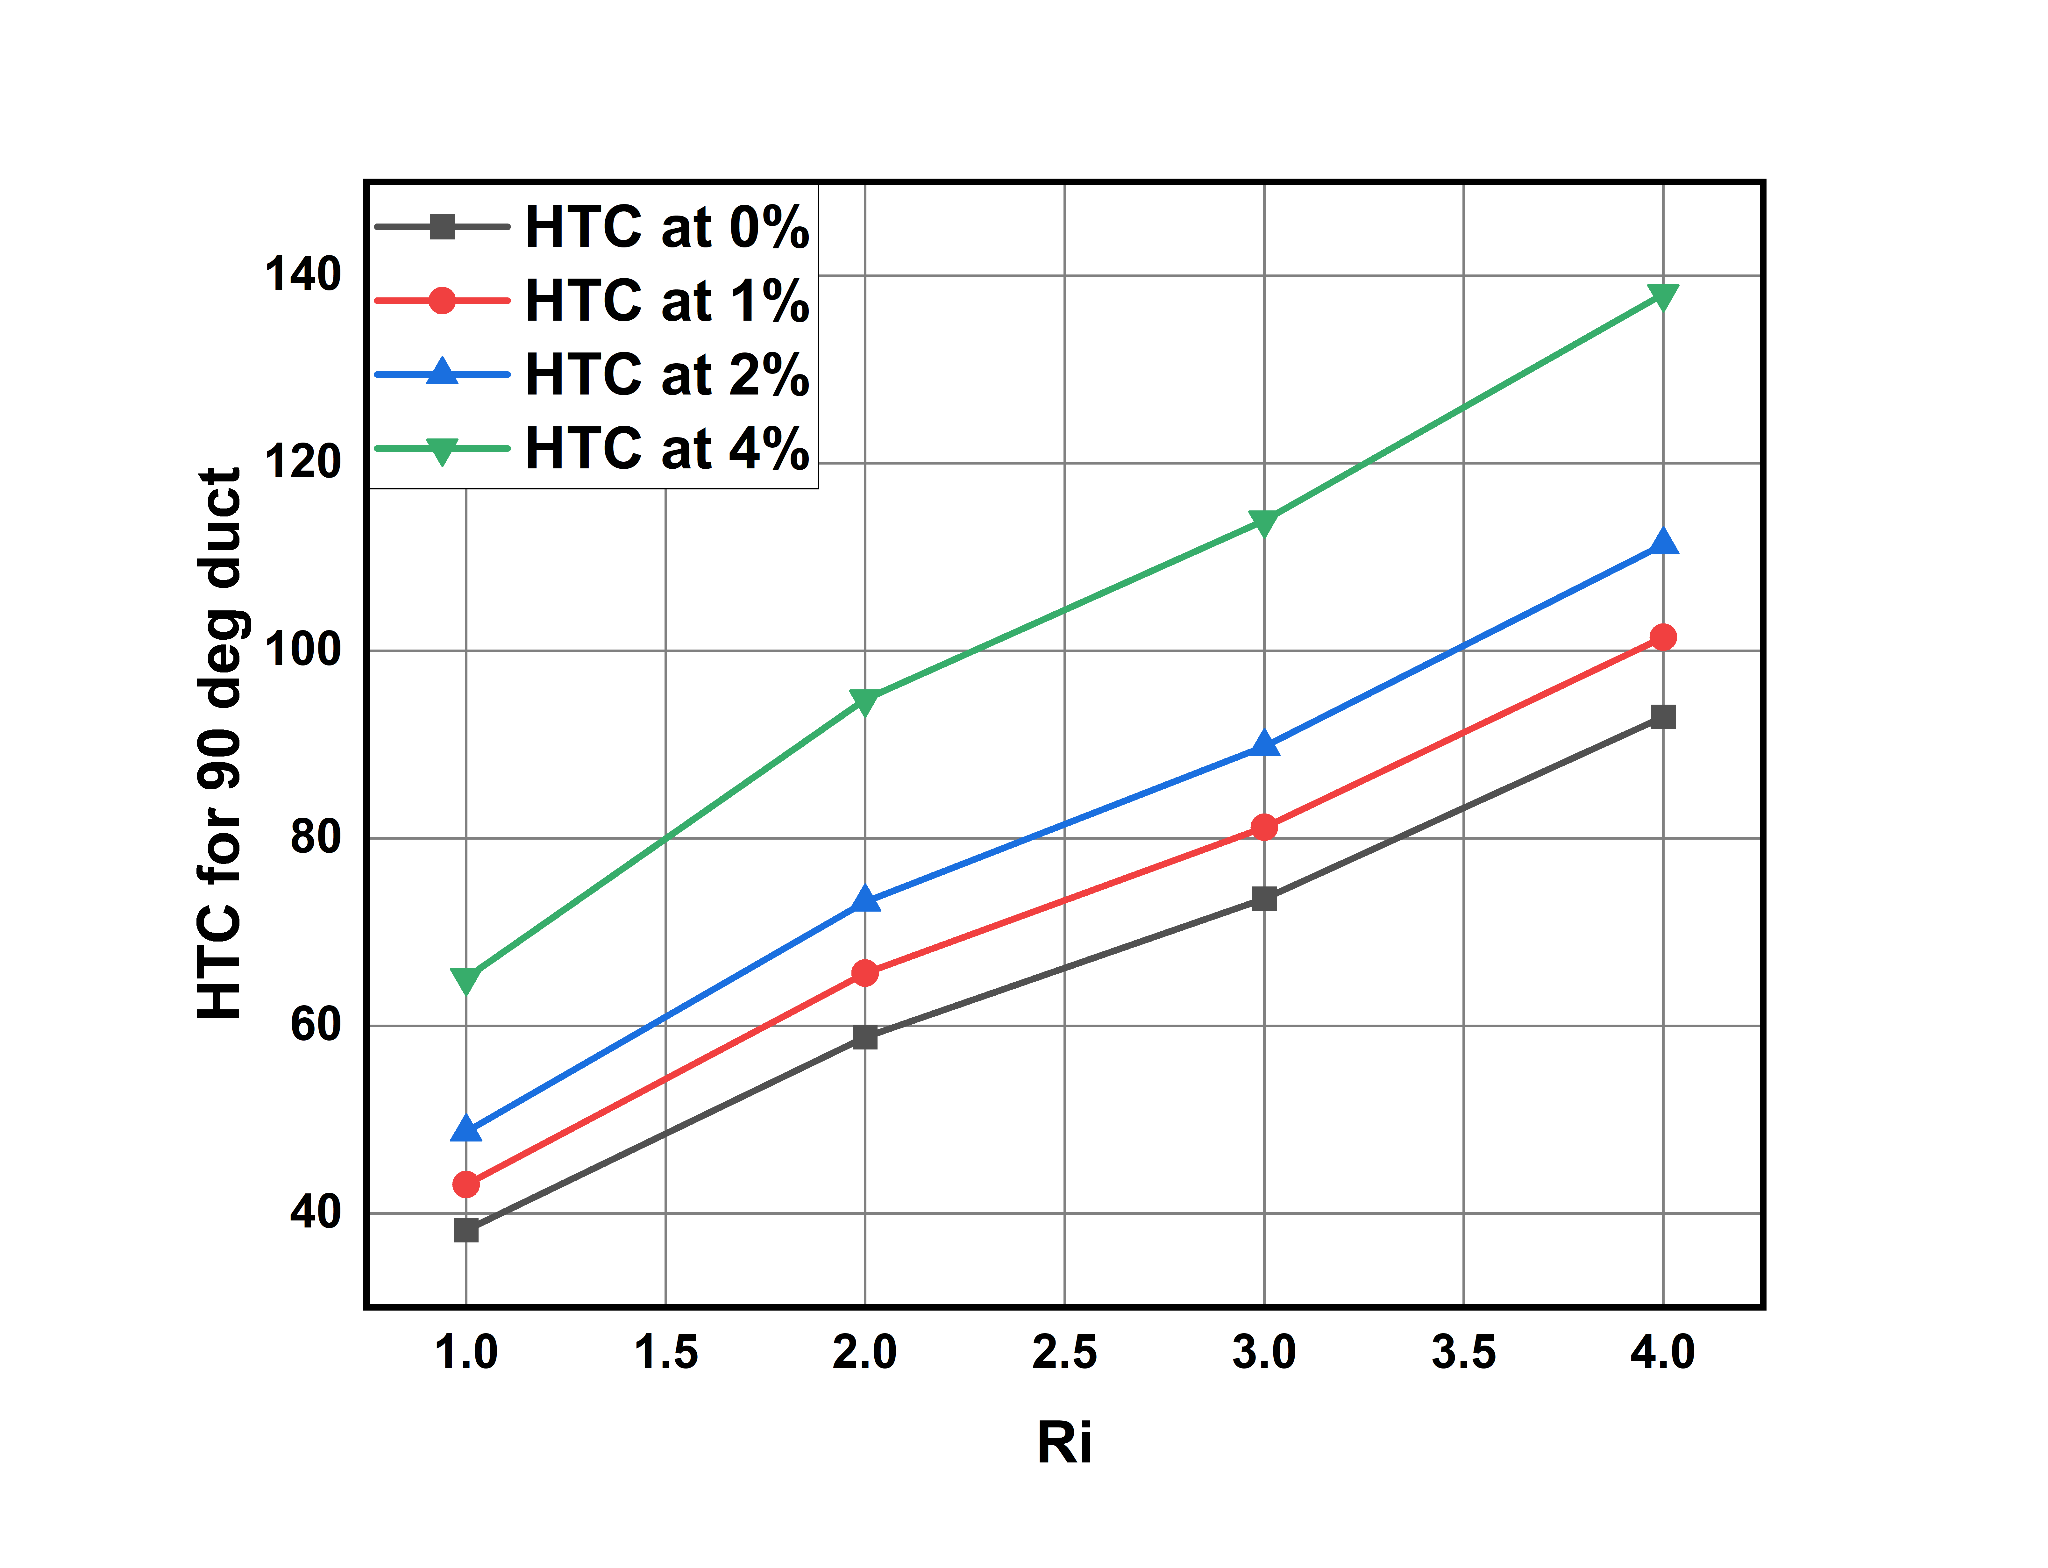 HTC at 0%
HTC at 1%
HTC at 2%
HTC at 4%
140
120
100
80
60
40
HTC for 90 deg duct
1.0 1.5 2.0 2.5 3.0 3.5 4.0
Ri